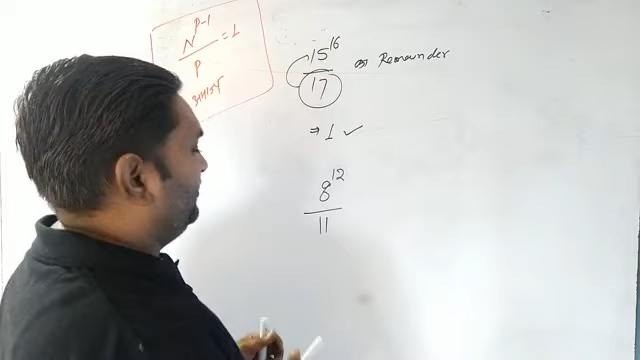 N^(p-1) / p = 1
15^16 / 17 का Remainder
⇒ 1 ✓
8^12 / 11